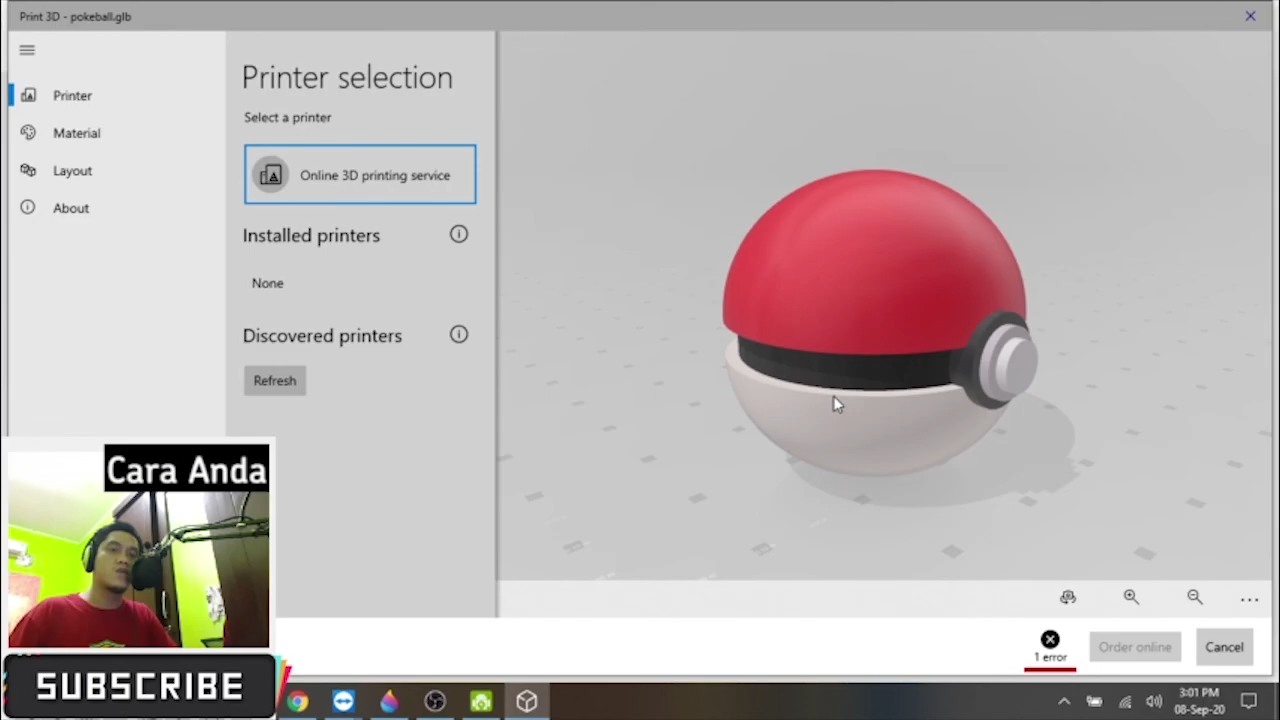 Print 3D - pokeball.glb
Printer
Material
Layout
About
Printer selection
Select a printer
Online 3D printing service
Installed printers
None
Discovered printers
Refresh
Cara Anda
SUBSCRIBE
1 error
Order online
Cancel
3:01 PM
08-Sep-20